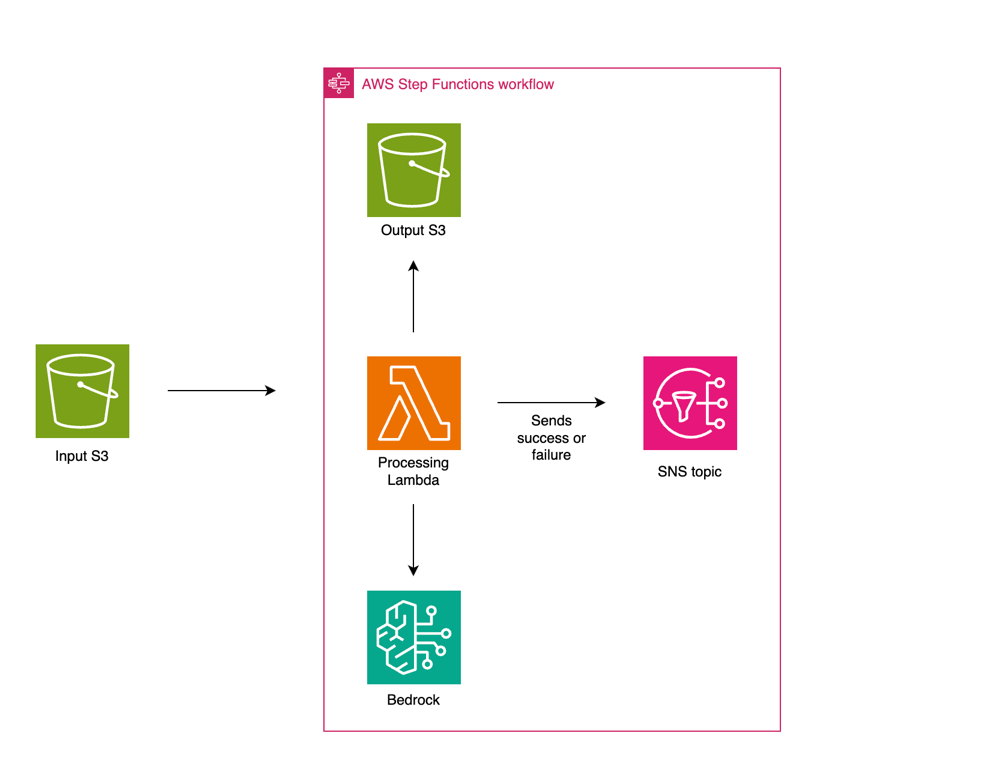 AWS Step Functions workflow
Output S3
Input S3
Processing
Lambda
Sends
success or
failure
SNS topic
Bedrock